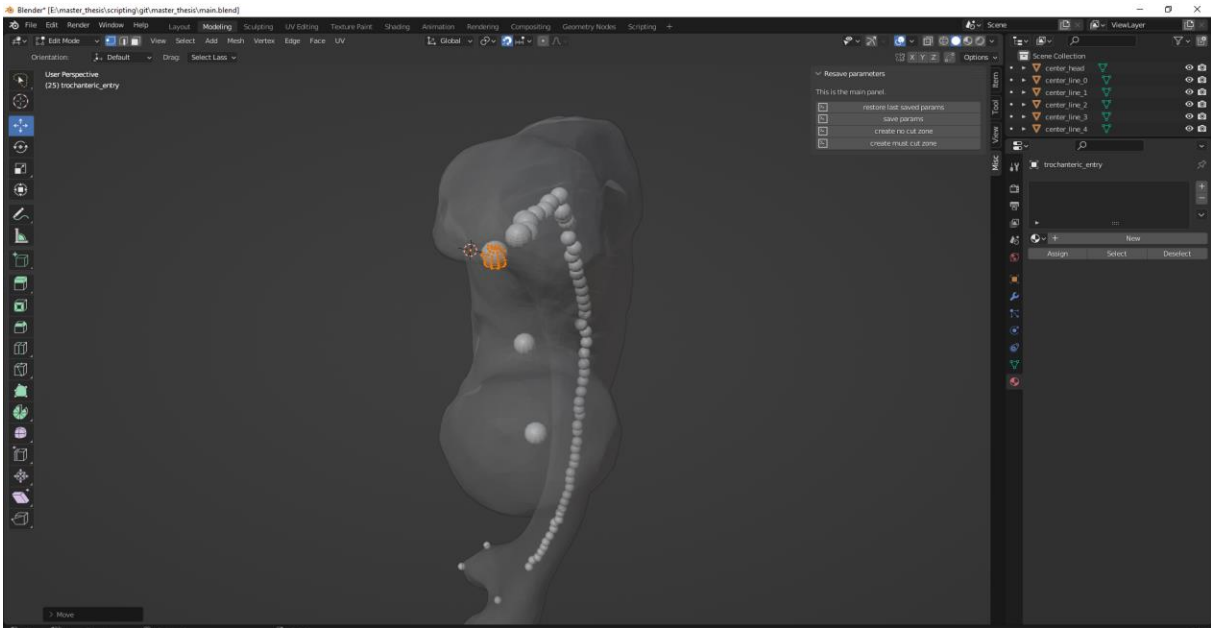 Blender* [E:\master_thesis\scripting\git\master_thesis\main.blend]
File Edit Render Window Help Layout Modeling Sculpting UV Editing Texture Paint Shading Animation Rendering Compositing Geometry Nodes Scripting + Scene ViewLayer
Edit Mode View Select Add Mesh Vertex Edge Face UV Global
Orientation: Default Drag: Select Lasso X Y Z Options
User Perspective
(25) trochanteric_entry
Resave parameters
This is the main panel.
restore last saved params
save params
create no cut zone
create must cut zone
Item
Tool
View
Misc
Scene Collection
center_head
center_line_0
center_line_1
center_line_2
center_line_3
center_line_4
trochanteric_entry
+ New
Assign Select Deselect
> Move